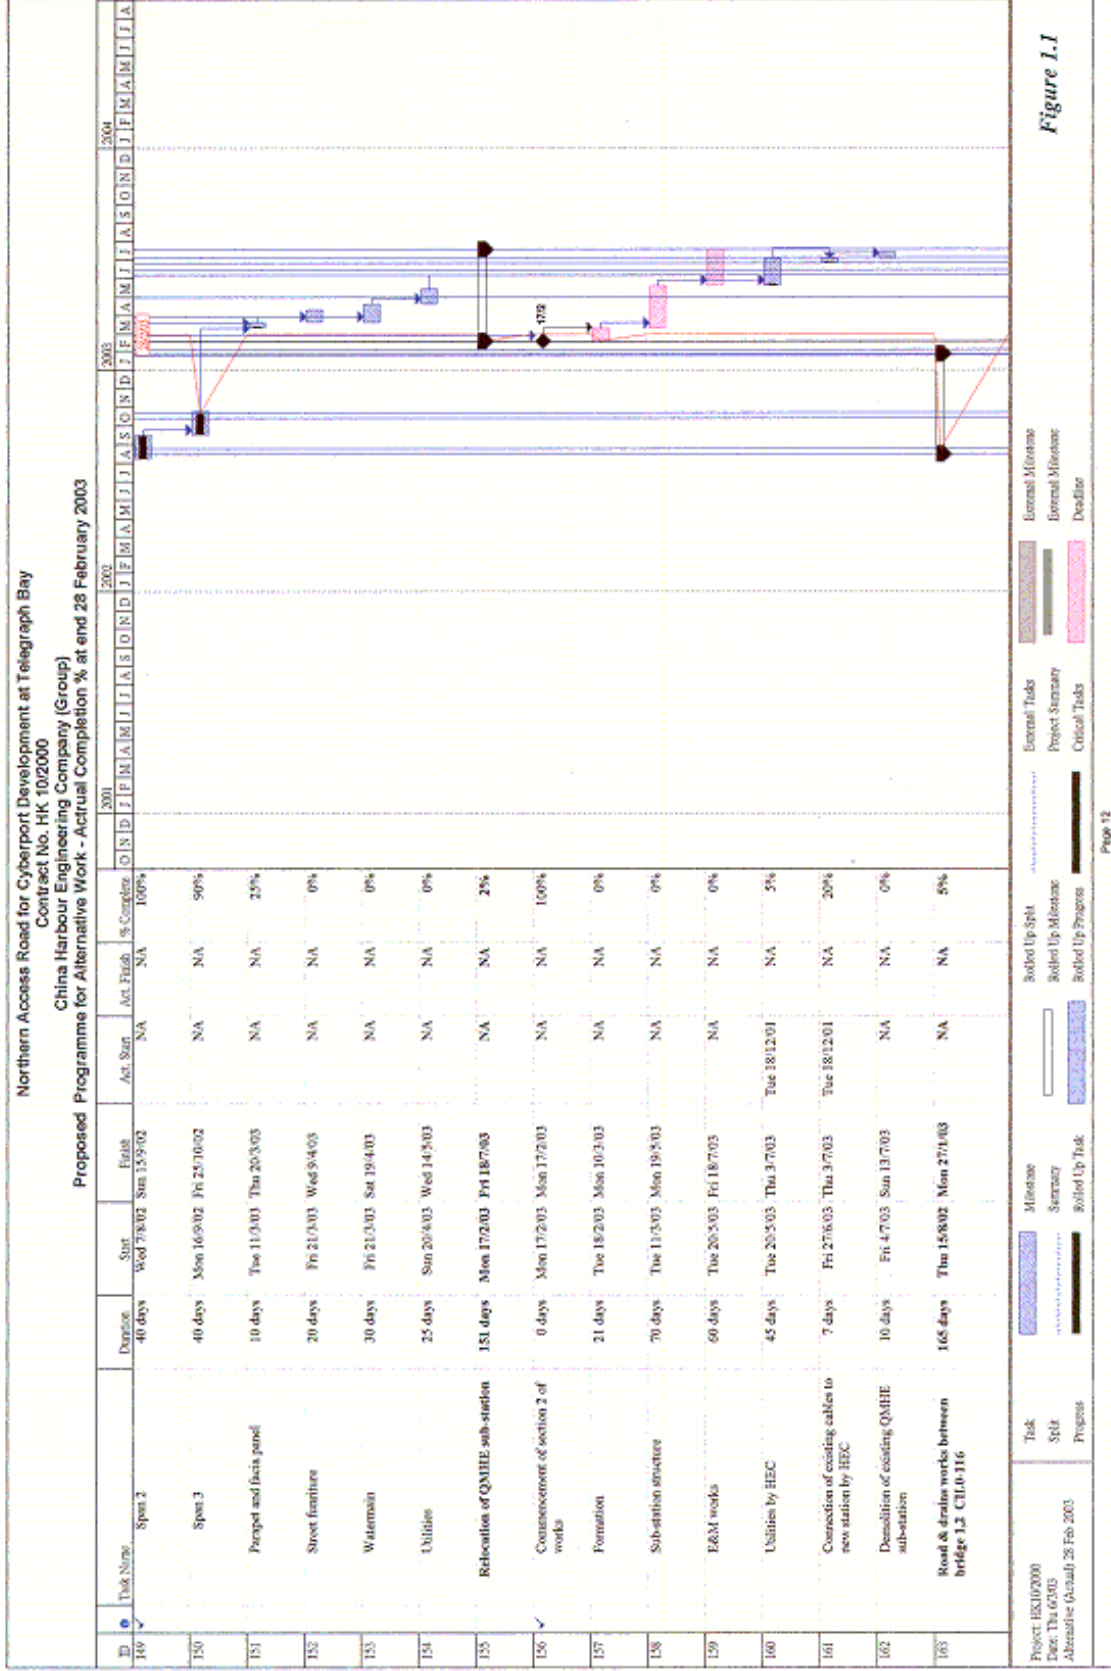 Northern Access Road for Cyberport Development at Telegraph Bay
Contract No. HK 10/2000
China Harbour Engineering Company (Group)
Proposed Programme for Alternative Work - Actrual Completion % at end 28 February 2003
ID Task Name Duration Start Finish Act. Start Act. Finish % Complete
2001 2002 2003 2004
O N D J F M A M J J A S O N D J F M A M J J A S O N D J F M A M J J A S O N D J F M A M J J A
149 Span 2 40 days Wed 7/8/02 Sun 15/9/02 NA NA 100%
150 Span 3 40 days Mon 16/9/02 Fri 25/10/02 NA NA 90%
151 Parapet and facia panel 10 days Tue 11/3/03 Thu 20/3/03 NA NA 25%
152 Street furniture 20 days Fri 21/3/03 Wed 9/4/03 NA NA 0%
153 Watermain 30 days Fri 21/3/03 Sat 19/4/03 NA NA 0%
154 Utilities 25 days Sun 20/4/03 Wed 14/5/03 NA NA 0%
155 Relocation of QMHE sub-station 151 days Mon 17/2/03 Fri 18/7/03 NA NA 2%
156 Commencement of section 2 of works 0 days Mon 17/2/03 Mon 17/2/03 NA NA 100%
17/2
157 Formation 21 days Tue 18/2/03 Mon 10/3/03 NA NA 0%
158 Sub-station structure 70 days Tue 11/3/03 Mon 19/5/03 NA NA 0%
159 E&M works 60 days Tue 20/5/03 Fri 18/7/03 NA NA 0%
160 Utilities by HEC 45 days Tue 20/5/03 Thu 3/7/03 Tue 18/12/01 NA 5%
161 Connection of existing cables to new station by HEC 7 days Fri 27/6/03 Thu 3/7/03 Tue 18/12/01 NA 20%
162 Demolition of existing QMHE sub-station 10 days Fri 4/7/03 Sun 13/7/03 NA NA 0%
163 Road & drains works between bridge 1,2 CH.0-116 165 days Thu 15/8/02 Mon 27/1/03 NA NA 5%
Project: HK10/2000
Date: Thu 6/3/03
Alternative (Actual) 28 Feb 2003
Task Milestone Rolled Up Split External Tasks External Milestone
Split Summary Rolled Up Milestone Project Summary External Milestone
Progress Rolled Up Task Rolled Up Progress Critical Tasks Deadline
Figure 1.1
Page 12